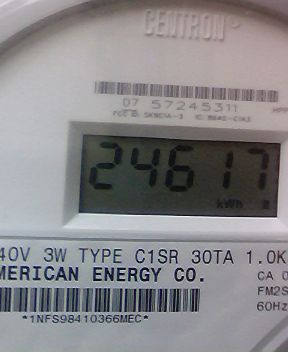 CENTRON
07 57245311
24617
kWh
40V 3W TYPE C1SR 30TA 1.0K
MERICAN ENERGY CO.
CA 0
FM2S
60Hz
*1NFS98410366MEC*